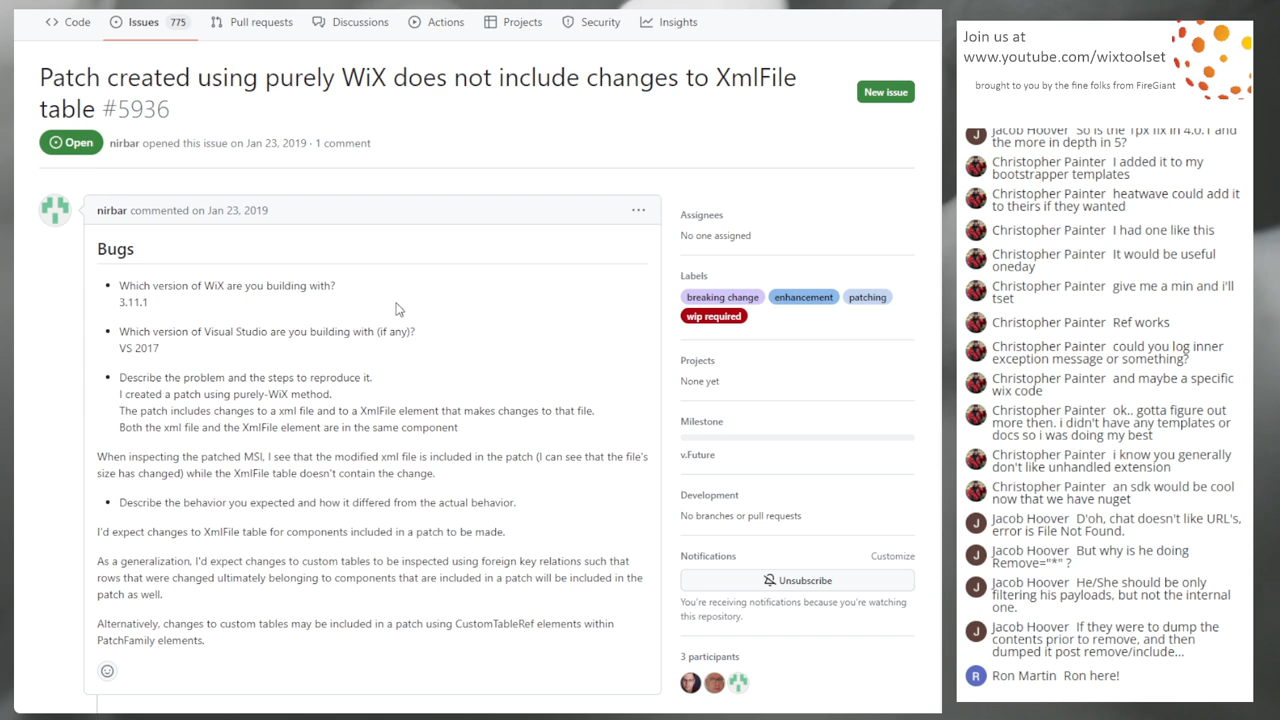 Code
Issues 775
Pull requests
Discussions
Actions
Projects
Security
Insights
Patch created using purely WiX does not include changes to XmlFile
table #5936
New issue
Open
nirbar opened this issue on Jan 23, 2019 · 1 comment
nirbar commented on Jan 23, 2019
Bugs
• Which version of WiX are you building with?
3.11.1
• Which version of Visual Studio are you building with (if any)?
VS 2017
• Describe the problem and the steps to reproduce it.
I created a patch using purely-WiX method.
The patch includes changes to a xml file and to a XmlFile element that makes changes to that file.
Both the xml file and the XmlFile element are in the same component
When inspecting the patched MSI, I see that the modified xml file is included in the patch (I can see that the file's
size has changed) while the XmlFile table doesn't contain the change.
• Describe the behavior you expected and how it differed from the actual behavior.
I'd expect changes to XmlFile table for components included in a patch to be made.
As a generalization, I'd expect changes to custom tables to be inspected using foreign key relations such that
rows that were changed ultimately belonging to components that are included in a patch will be included in the
patch as well.
Alternatively, changes to custom tables may be included in a patch using CustomTableRef elements within
PatchFamily elements.
Assignees
No one assigned
Labels
breaking change
enhancement
patching
wip required
Projects
None yet
Milestone
v.Future
Development
No branches or pull requests
Notifications
Customize
Unsubscribe
You're receiving notifications because you're watching
this repository.
3 participants
Join us at
www.youtube.com/wixtoolset
brought to you by the fine folks from FireGiant
J Jacob Hoover So is the 1px fix in 4.0.1 and
the more in depth in 5?
Christopher Painter I added it to my
bootstrapper templates
Christopher Painter heatwave could add it
to theirs if they wanted
Christopher Painter I had one like this
Christopher Painter It would be useful
oneday
Christopher Painter give me a min and i'll
tset
Christopher Painter Ref works
Christopher Painter could you log inner
exception message or something?
Christopher Painter and maybe a specific
wix code
Christopher Painter ok.. gotta figure out
more then. i didn't have any templates or
docs so i was doing my best
Christopher Painter i know you generally
don't like unhandled extension
Christopher Painter an sdk would be cool
now that we have nuget
J Jacob Hoover D'oh, chat doesn't like URL's,
error is File Not Found.
J Jacob Hoover But why is he doing
Remove="*" ?
J Jacob Hoover He/She should be only
filtering his payloads, but not the internal
one.
J Jacob Hoover If they were to dump the
contents prior to remove, and then
dumped it post remove/include...
R Ron Martin Ron here!